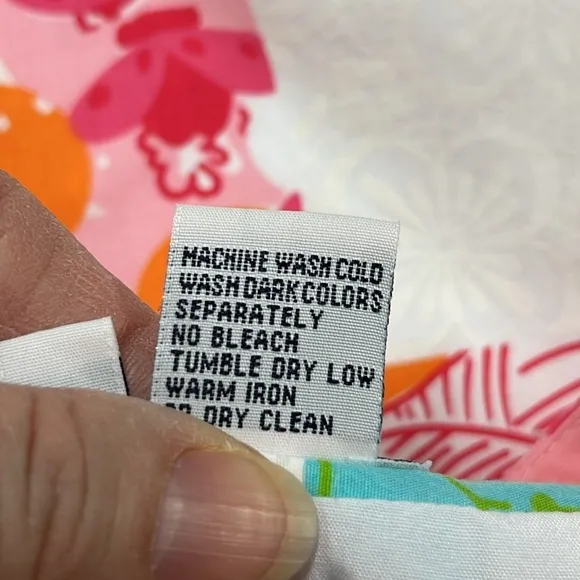 MACHINE WASH COLD
WASH DARK COLORS
SEPARATELY
NO BLEACH
TUMBLE DRY LOW
WARM IRON
DRY CLEAN